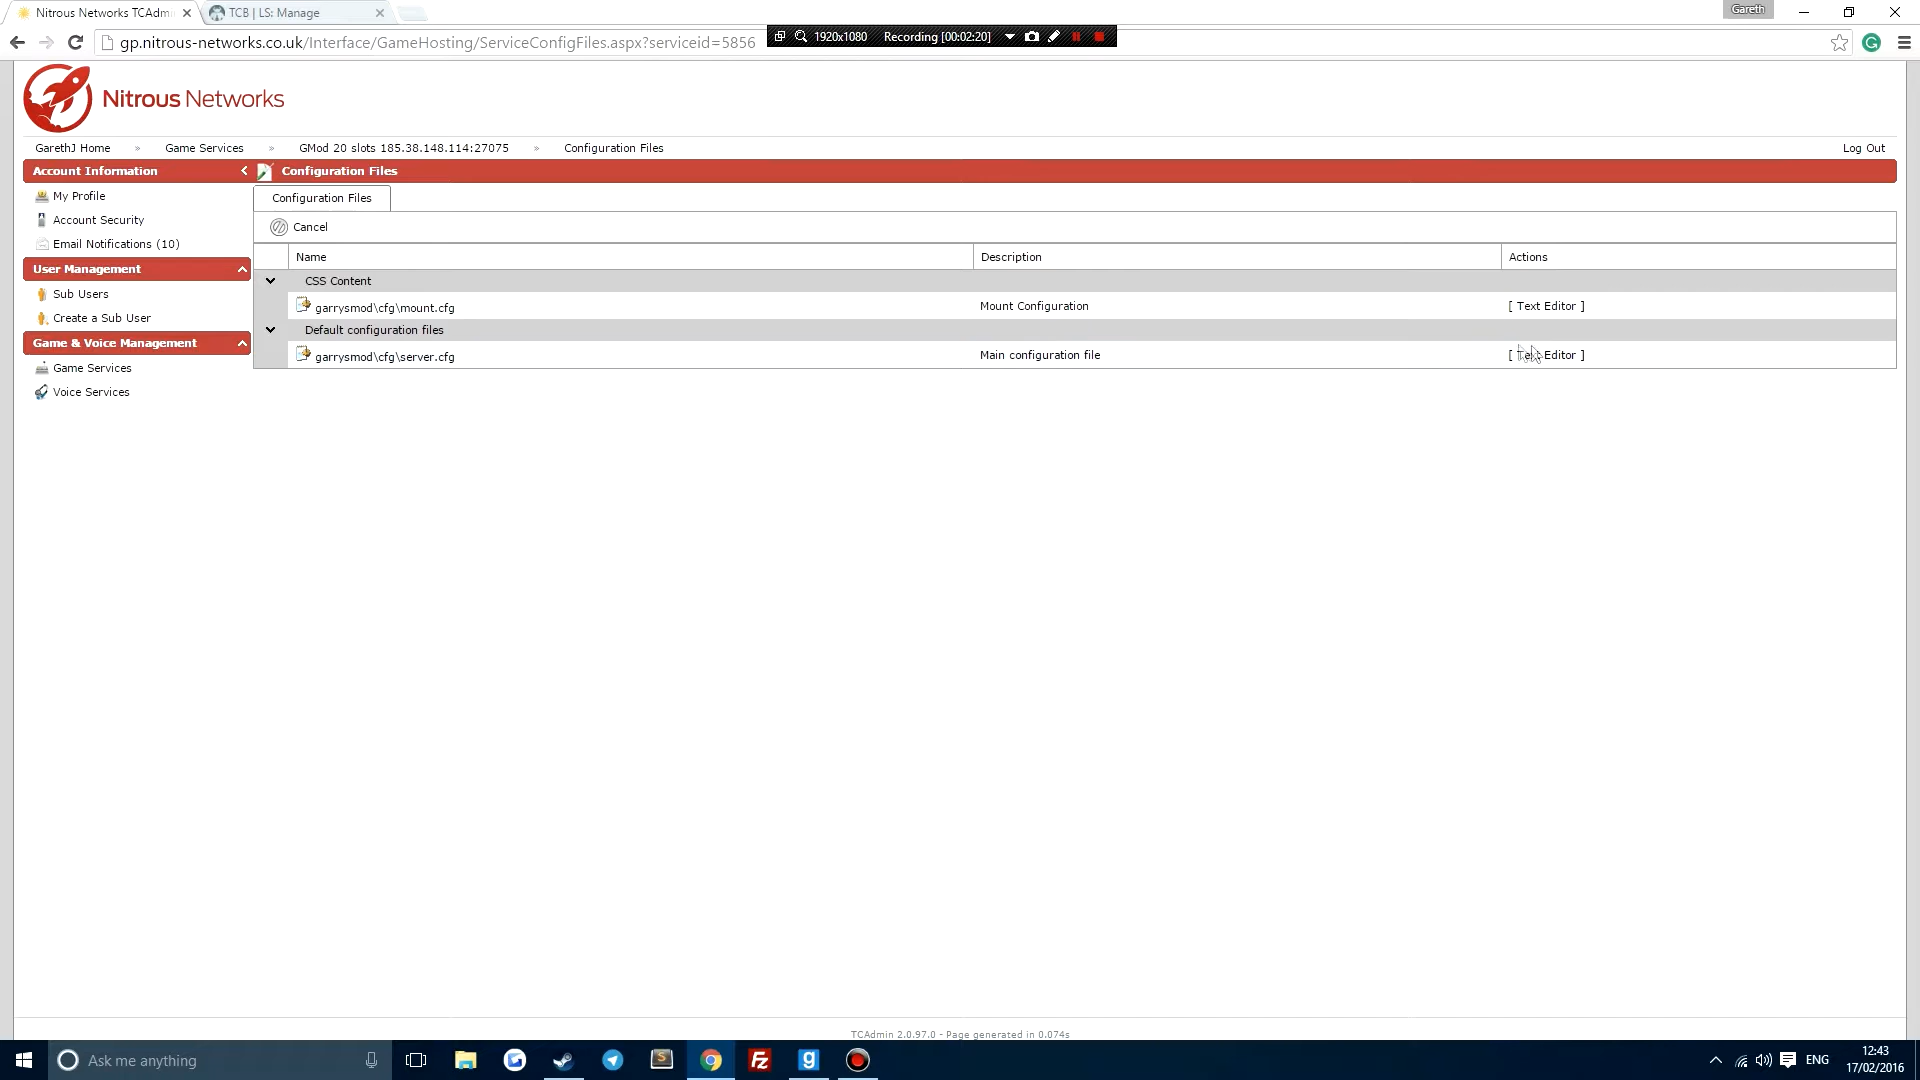 Nitrous Networks TCAdm
TCB | LS: Manage
Gareth
gp.nitrous-networks.co.uk/Interface/GameHosting/ServiceConfigFiles.aspx?serviceid=5856
1920x1080 Recording [00:02:20]
Nitrous Networks
GarethJ Home » Game Services » GMod 20 slots 185.38.148.114:27075 » Configuration Files
Log Out
Account Information
Configuration Files
My Profile
Configuration Files
Account Security
Cancel
Email Notifications (10)
Name Description Actions
User Management
CSS Content
Sub Users
garrysmod\cfg\mount.cfg Mount Configuration [ Text Editor ]
Create a Sub User
Default configuration files
Game & Voice Management
garrysmod\cfg\server.cfg Main configuration file [ Text Editor ]
Game Services
Voice Services
TCAdmin 2.0.97.0 - Page generated in 0.074s
Ask me anything
ENG
12:43
17/02/2016